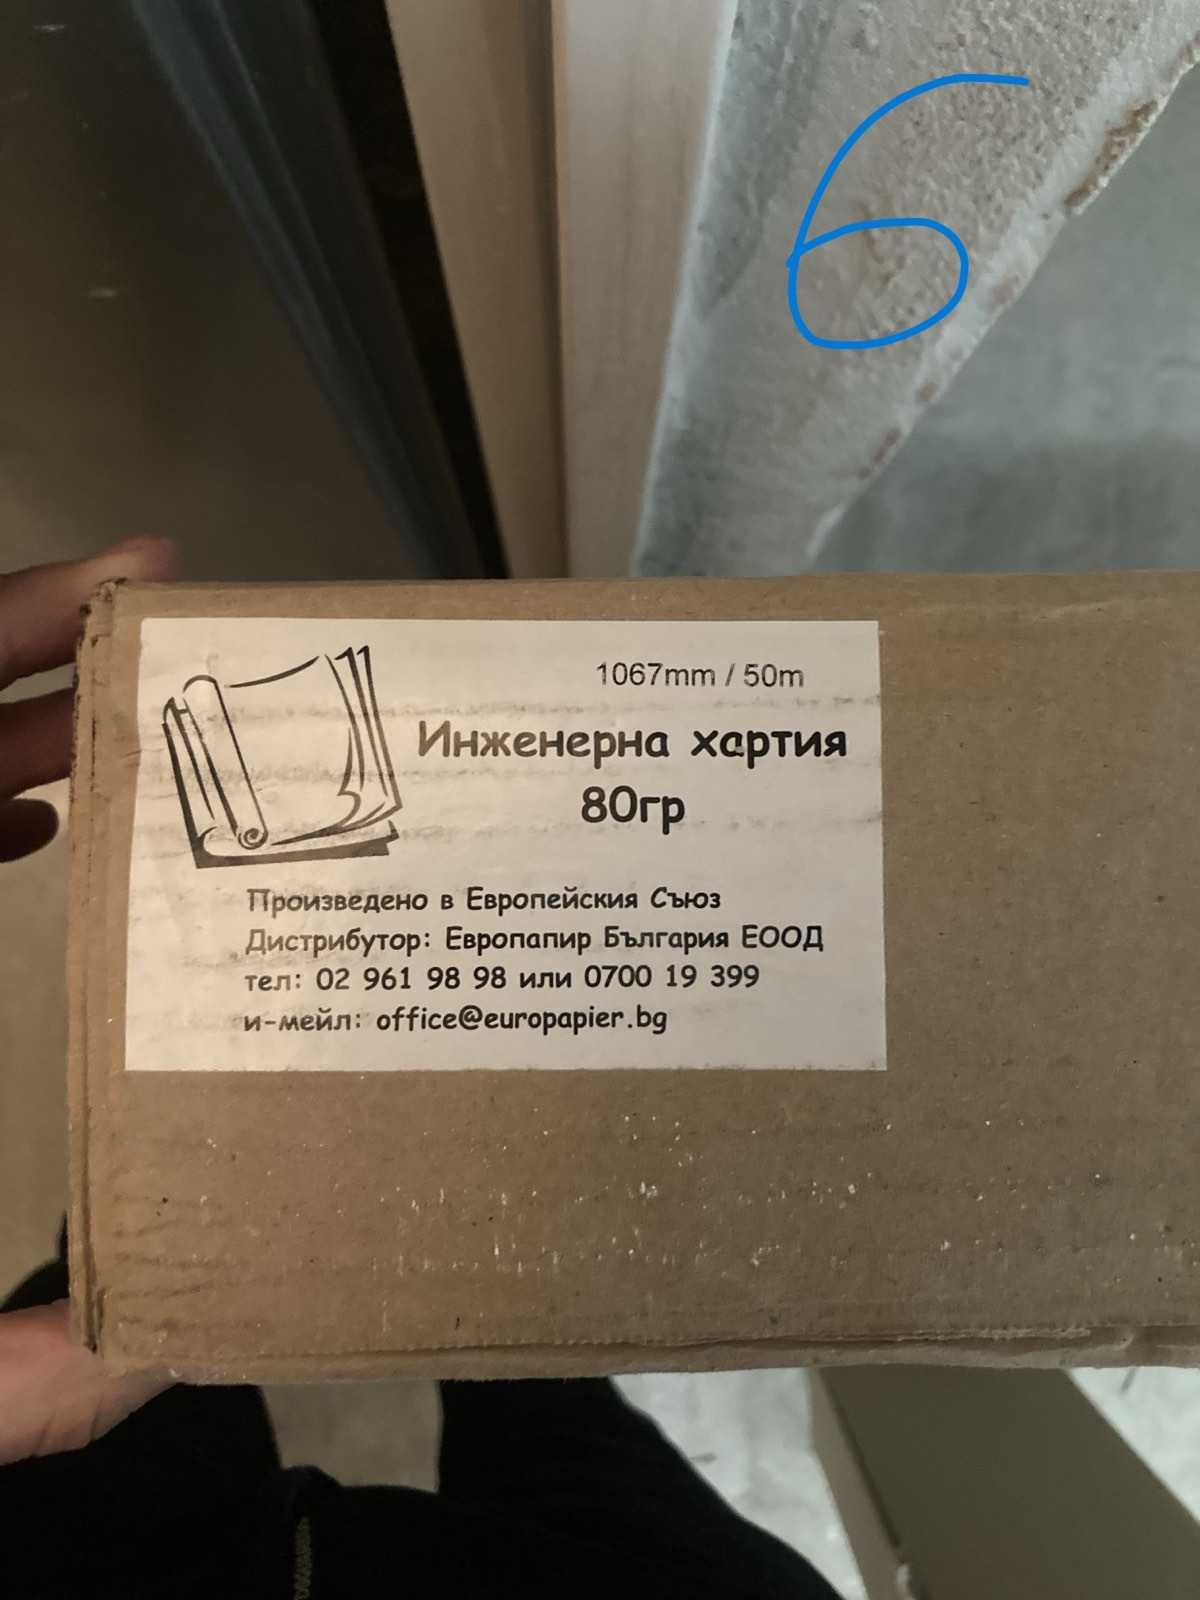 6
1067mm / 50m
Инженерна хартия
80гр
Произведено в Европейския Съюз
Дистрибутор: Европапир България ЕООД
тел: 02 961 98 98 или 0700 19 399
и-мейл: office@europapier.bg